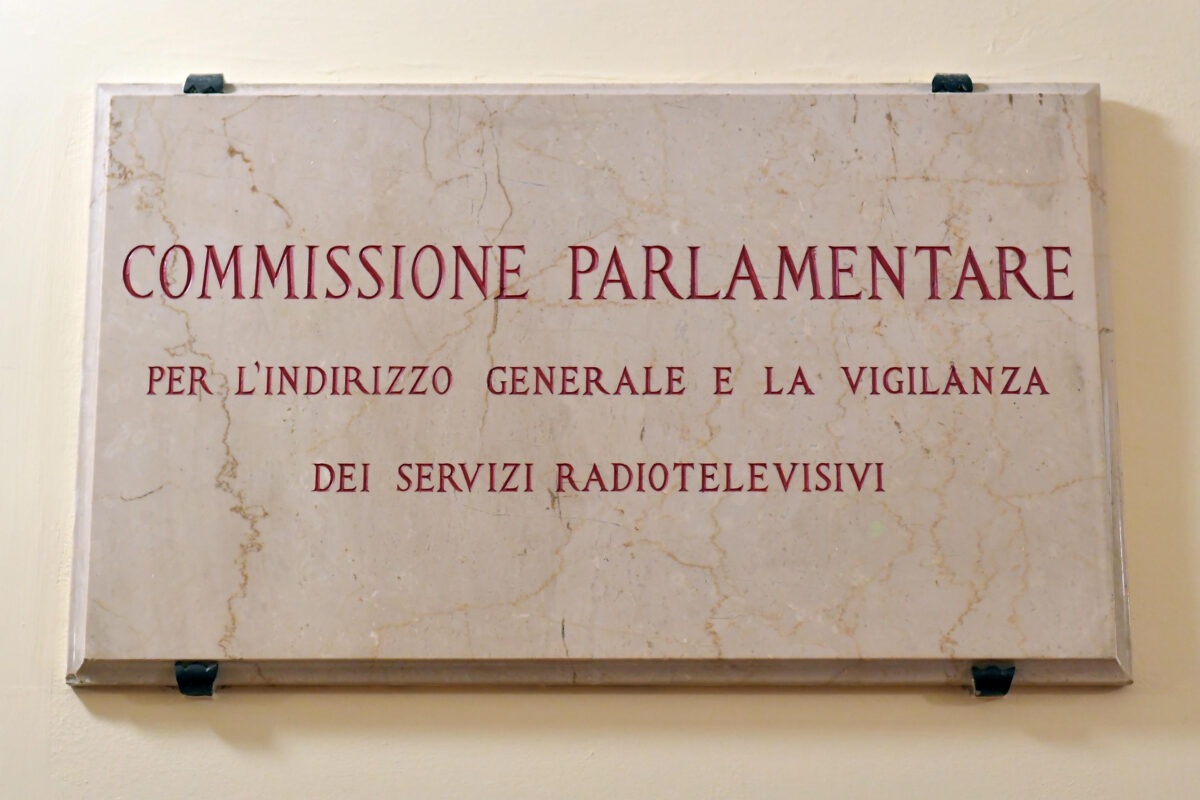 COMMISSIONE PARLAMENTARE
PER L'INDIRIZZO GENERALE E LA VIGILANZA
DEI SERVIZI RADIOTELEVISIVI